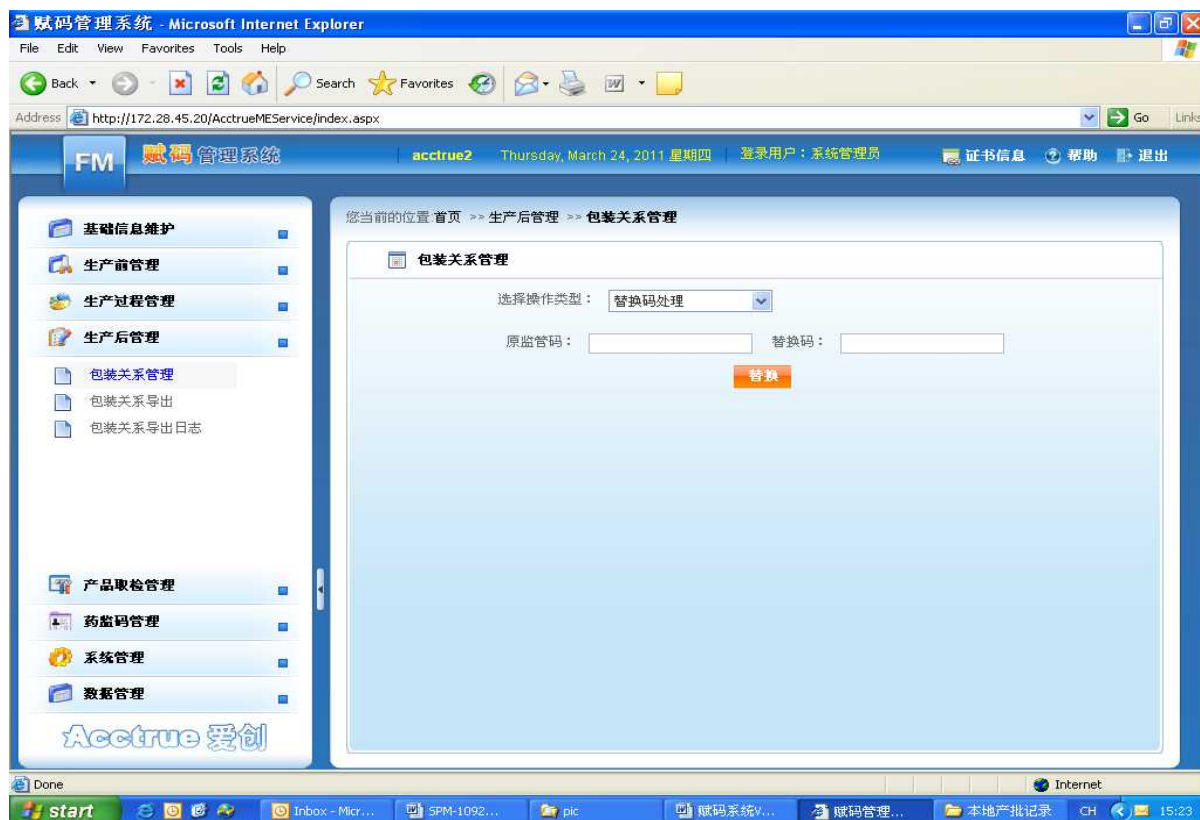 赋码管理系统 - Microsoft Internet Explorer
File Edit View Favorites Tools Help
Back Search Favorites
Address http://172.28.45.20/AcctrueMEService/index.aspx Go Links
FM 赋码管理系统 acctrue2 Thursday, March 24, 2011 星期四 登录用户：系统管理员 证书信息 帮助 退出
您当前的位置:首页 >> 生产后管理 >> 包装关系管理
基础信息维护
生产前管理
生产过程管理
生产后管理
包装关系管理
包装关系导出
包装关系导出日志
产品取检管理
药监码管理
系统管理
数据管理
Acctrue 爱创
包装关系管理
选择操作类型： 替换码处理
原监管码： 替换码：
替换
Done Internet
start Inbox - Micr... SPM-1092... pic 赋码系统V... 赋码管理... 本地产批记录 CH 15:23